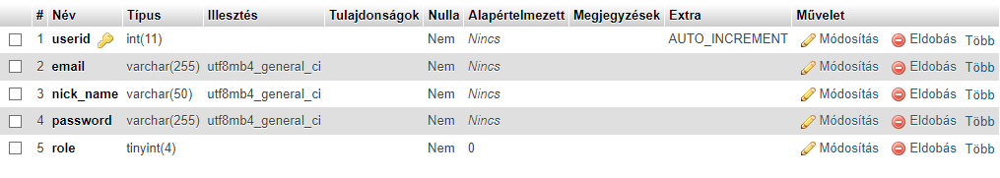 # Név Típus Illesztés Tulajdonságok Nulla Alapértelmezett Megjegyzések Extra Művelet
1 userid int(11) Nem Nincs AUTO_INCREMENT Módosítás Eldobás Több
2 email varchar(255) utf8mb4_general_ci Nem Nincs Módosítás Eldobás Több
3 nick_name varchar(50) utf8mb4_general_ci Nem Nincs Módosítás Eldobás Több
4 password varchar(255) utf8mb4_general_ci Nem Nincs Módosítás Eldobás Több
5 role tinyint(4) Nem 0 Módosítás Eldobás Több